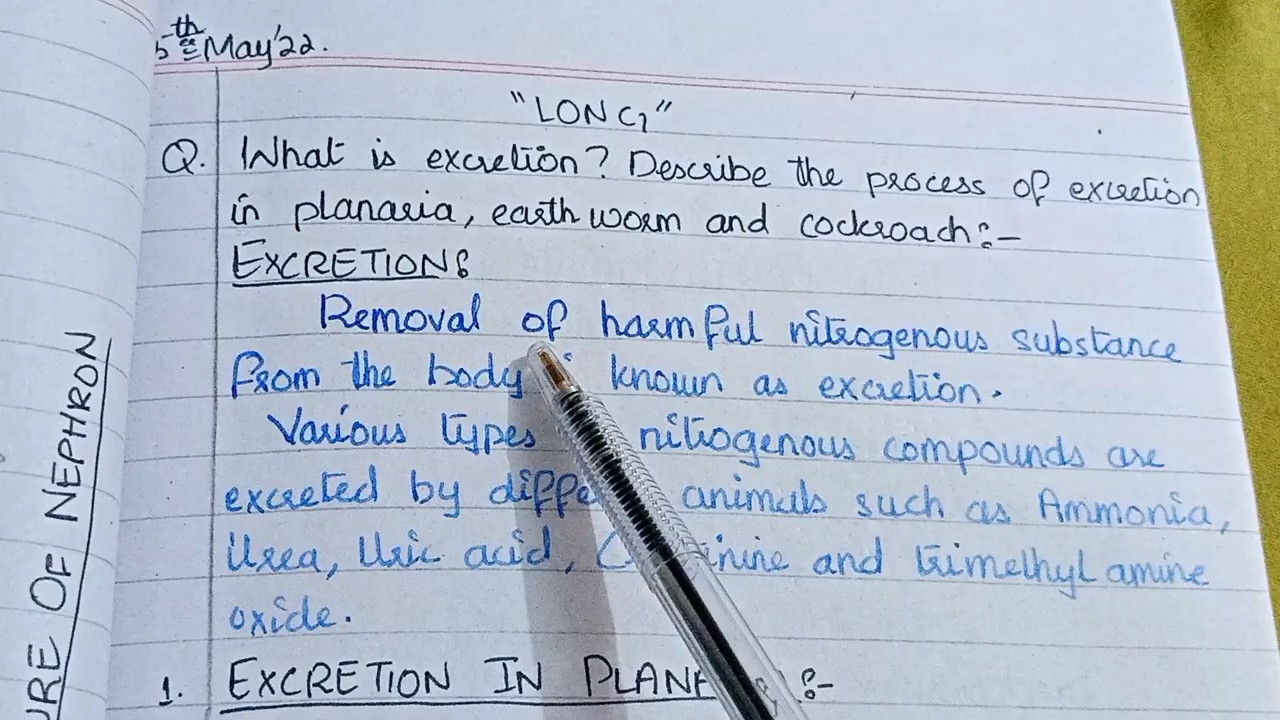 May'22.
"LONG"
Q. What is excretion? Describe the process of excretion
in planaria, earthworm and cockroach:-
EXCRETION:
Removal of harmful nitrogenous substance
from the body known as excretion.
Various types nitrogenous compounds are
excreted by animals such as Ammonia,
Urea, Uric acid, and trimethyl amine
oxide.
1. EXCRETION IN :-
OF NEPHRON